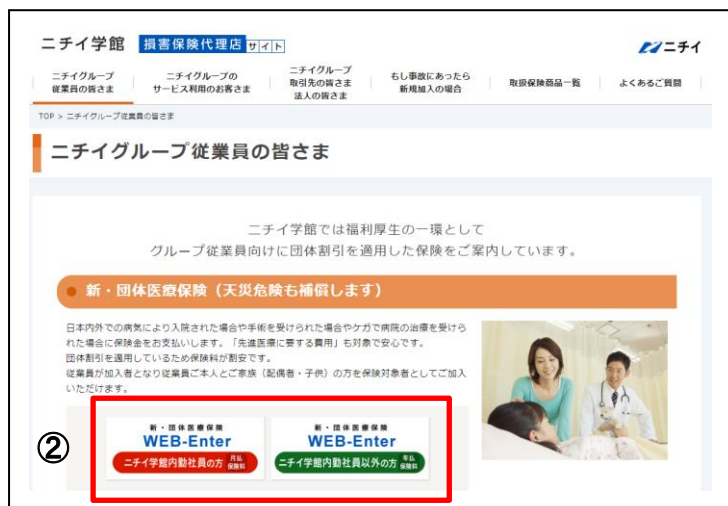 ニチイ学館 損害保険代理店 サイト
ニチイ
ニチイグループ
従業員の皆さま
ニチイグループの
サービス利用のお客さま
ニチイグループ
取引先の皆さま
法人の皆さま
もし事故にあったら
新規加入の場合
取扱保険商品一覧
よくあるご質問
TOP > ニチイグループ従業員の皆さま
ニチイグループ従業員の皆さま
ニチイ学館では福利厚生の一環として
グループ従業員向けに団体割引を適用した保険をご案内しています。
新・団体医療保険(天災危険も補償します)
日本内外での病気により入院された場合や手術を受けられた場合やケガで病院の治療を受けら
れた場合に保険金をお支払いします。「先進医療に要する費用」も対象で安心です。
団体割引を適用しているため保険料が割安です。
従業員が加入者となり従業員ご本人とご家族(配偶者・子供)の方を保険対象者としてご加入
いただけます。
②
新・団体医療保険
WEB-Enter
ニチイ学館内勤社員の方 月払保険料
新・団体医療保険
WEB-Enter
ニチイ学館内勤社員以外の方 年払保険料